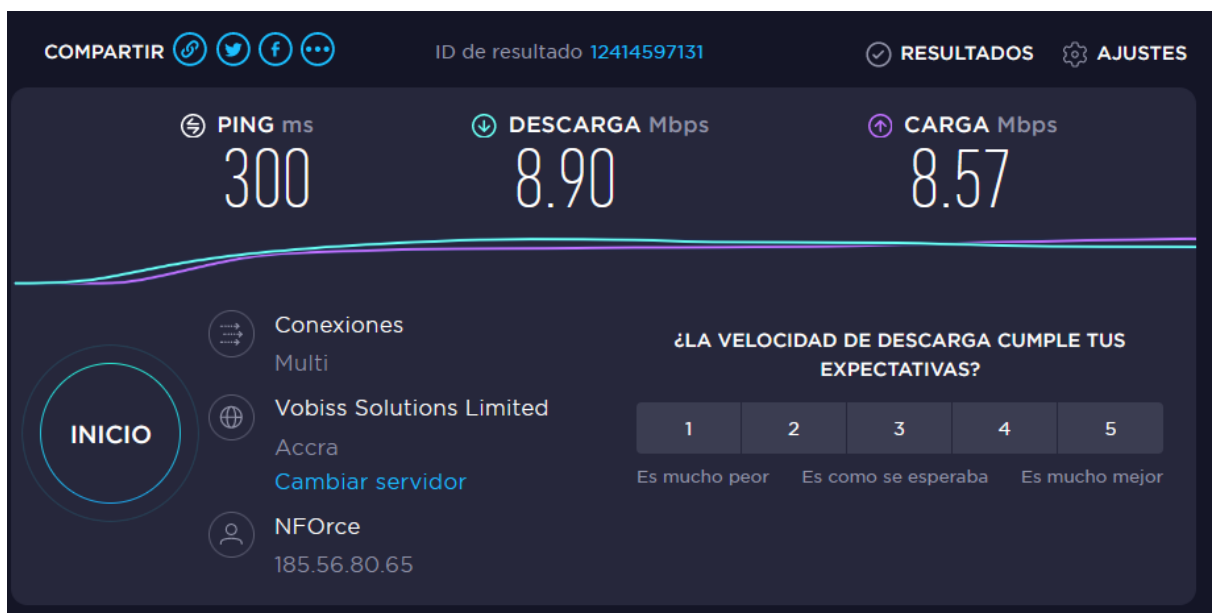 COMPARTIR
ID de resultado 12414597131
RESULTADOS
AJUSTES
PING ms
300
DESCARGA Mbps
8.90
CARGA Mbps
8.57
INICIO
Conexiones
Multi
Vobiss Solutions Limited
Accra
Cambiar servidor
NFOrce
185.56.80.65
¿LA VELOCIDAD DE DESCARGA CUMPLE TUS
EXPECTATIVAS?
1 2 3 4 5
Es mucho peor Es como se esperaba Es mucho mejor